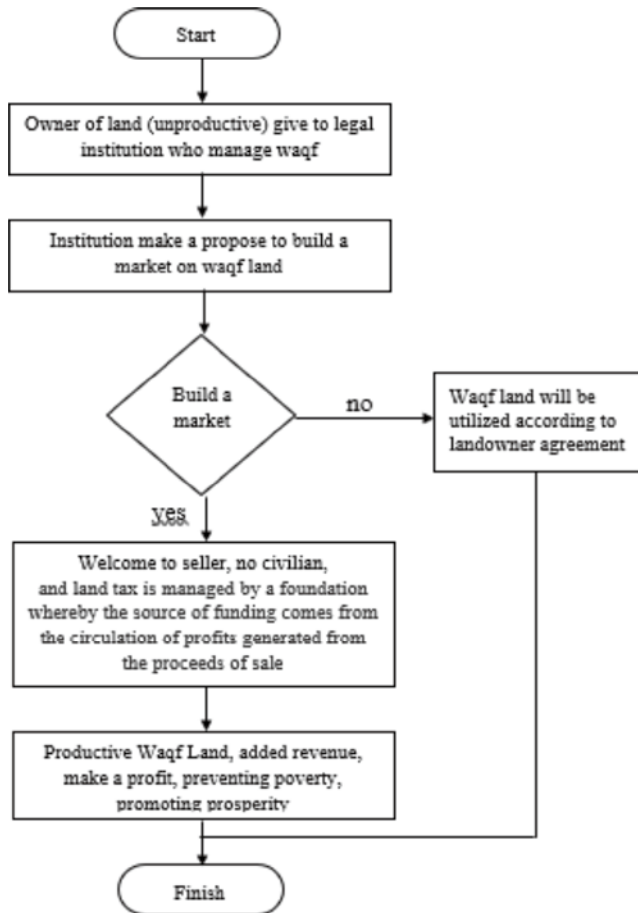 Start
Owner of land (unproductive) give to legal
institution who manage waqf
Institution make a propose to build a
market on waqf land
Build a
market
no
Waqf land will be
utilized according to
landowner agreement
yes
Welcome to seller, no civilian,
and land tax is managed by a foundation
whereby the source of funding comes from
the circulation of profits generated from
the proceeds of sale
Productive Waqf Land, added revenue,
make a profit, preventing poverty,
promoting prosperity
Finish